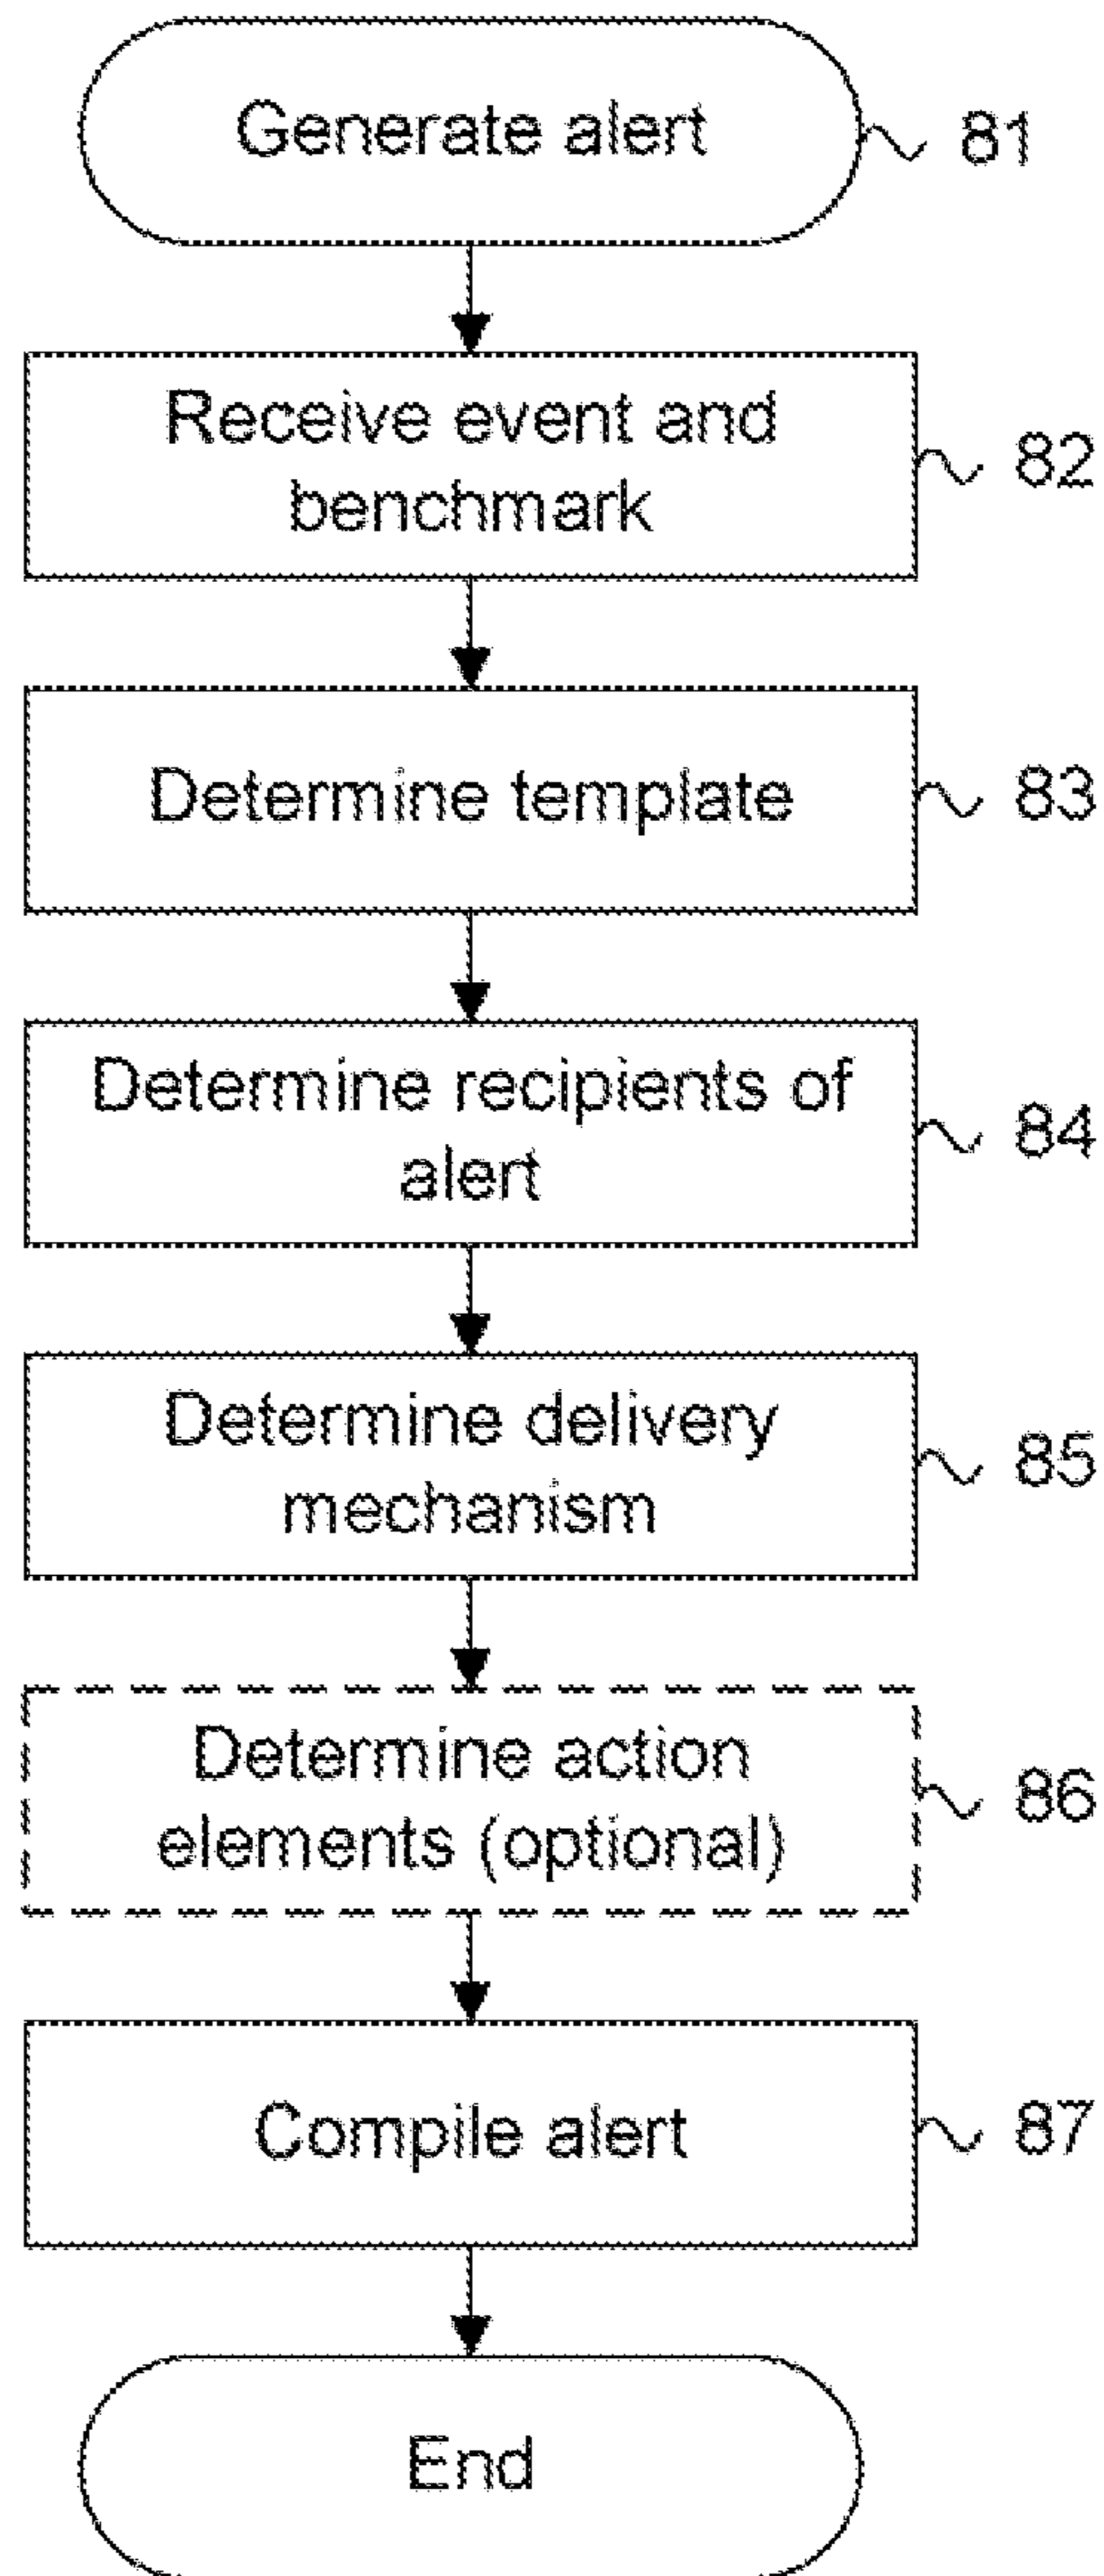 Generate alert
81
Receive event and
benchmark
82
Determine template
83
Determine recipients of
alert
84
Determine delivery
mechanism
85
Determine action
elements (optional)
86
Compile alert
87
End